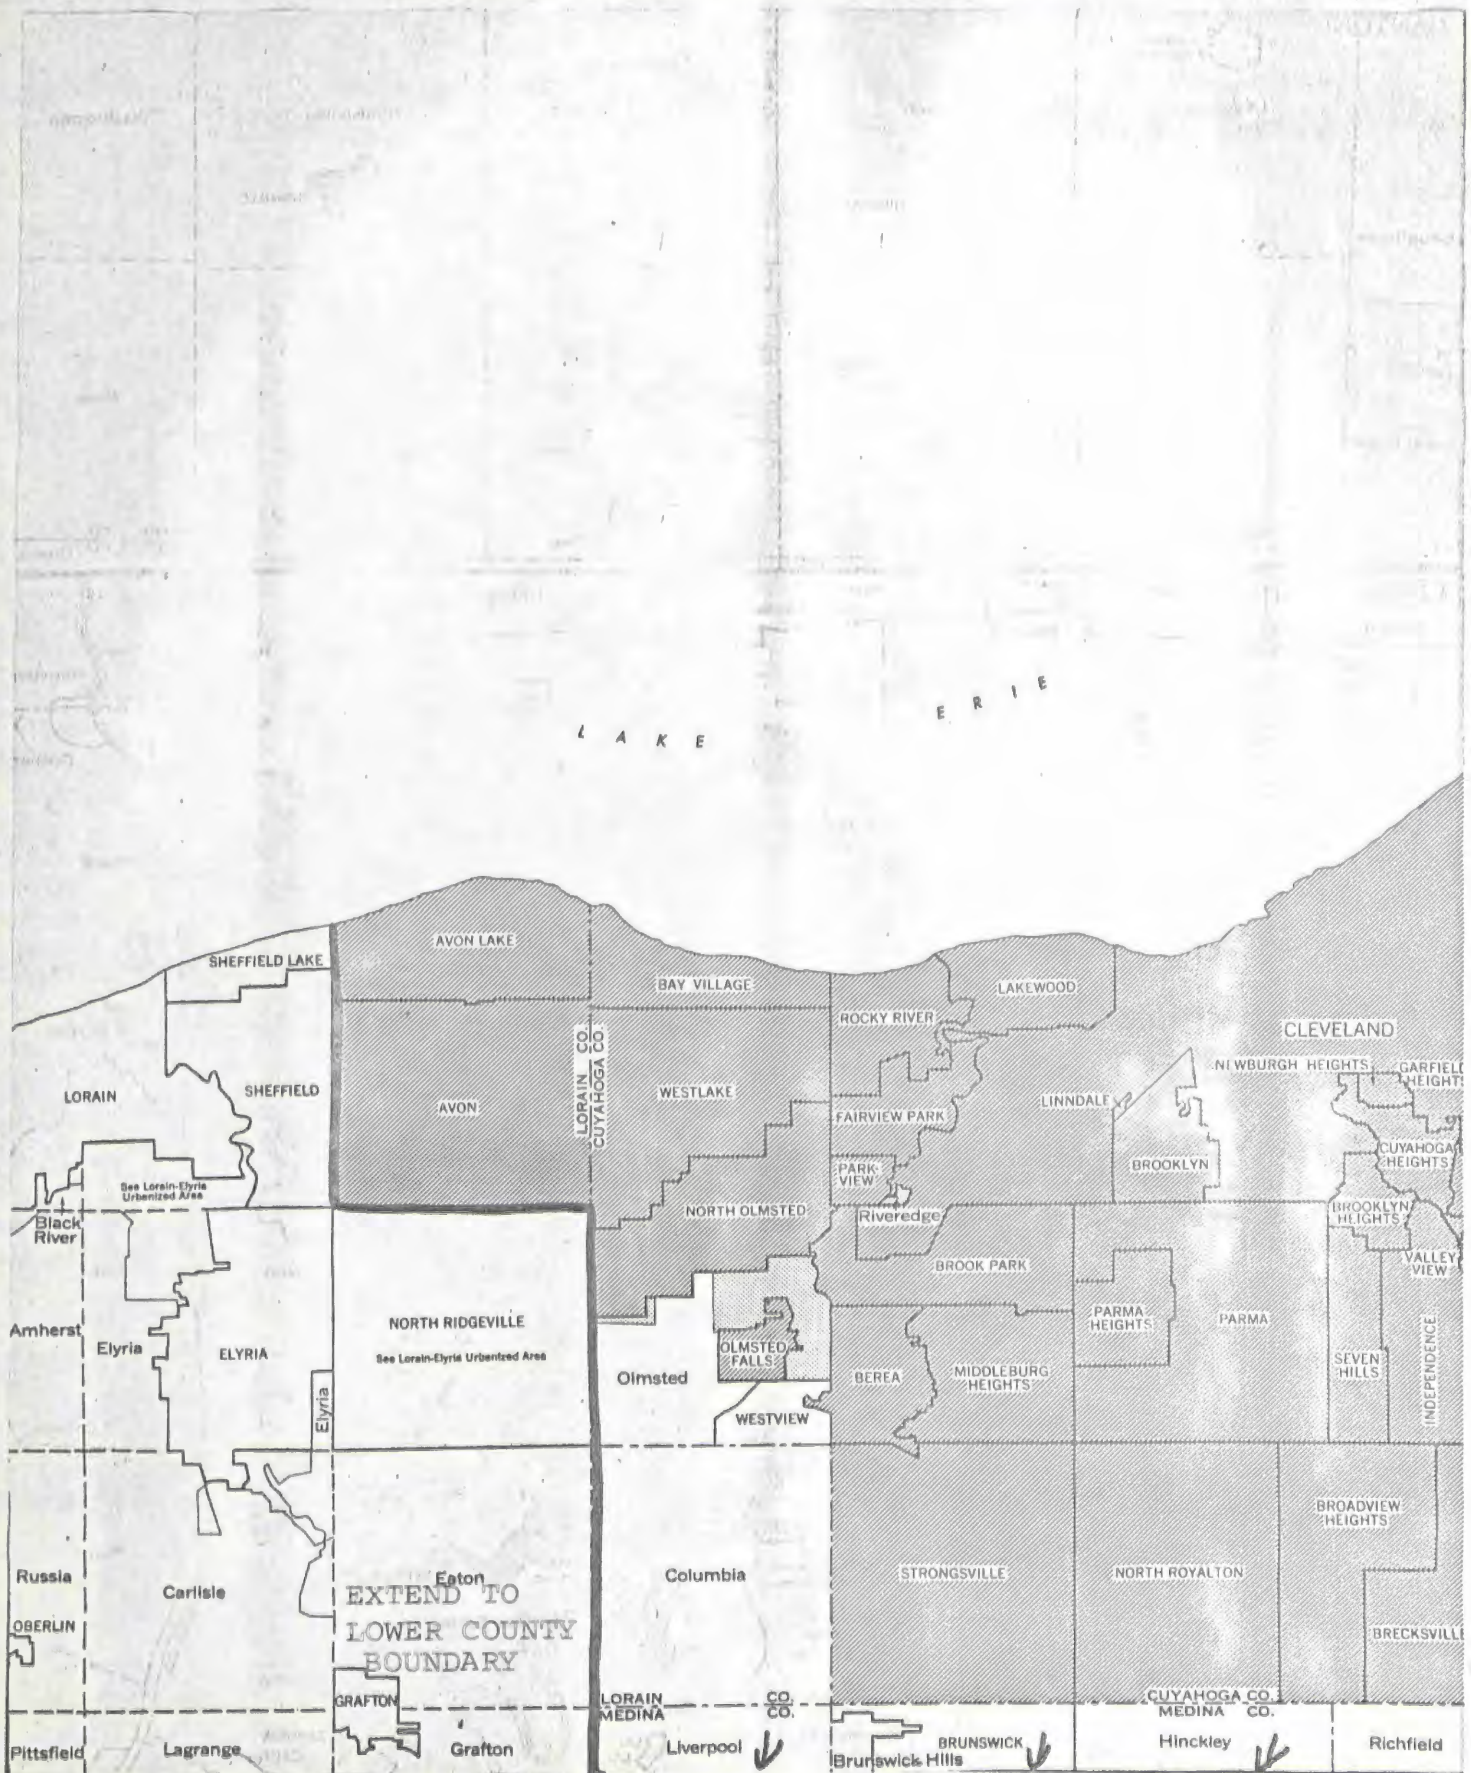 LAKE
ERIE
AVON LAKE
SHEFFIELD LAKE
BAY VILLAGE
LAKEWOOD
ROCKY RIVER
CLEVELAND
LORAIN CO.
CUYAHOGA CO.
NEWBURGH HEIGHTS
GARFIELD
HEIGHTS
LORAIN
SHEFFIELD
AVON
WESTLAKE
LINNDALE
FAIRVIEW PARK
CUYAHOGA
HEIGHTS
BROOKLYN
PARK-
VIEW
See Lorain-Elyria
Urbanized Area
NORTH OLMSTED
Riveredge
BROOKLYN
HEIGHTS
Black
River
BROOK PARK
VALLEY
VIEW
PARMA
HEIGHTS
PARMA
Amherst
Elyria
ELYRIA
NORTH RIDGEVILLE
See Lorain-Elyria Urbanized Area
OLMSTED
FALLS
SEVEN
HILLS
INDEPENDENCE
Olmsted
BEREA
MIDDLEBURG
HEIGHTS
Elyria
WESTVIEW
BROADVIEW
HEIGHTS
Russia
Carlisle
Eaton
Columbia
STRONGSVILLE
NORTH ROYALTON
EXTEND TO
LOWER COUNTY
BOUNDARY
OBERLIN
BRECKSVILLE
GRAFTON
LORAIN CO.
MEDINA CO.
CUYAHOGA CO.
MEDINA CO.
Pittsfield
Lagrange
Grafton
Liverpool
Brunswick Hills
BRUNSWICK
Hinckley
Richfield